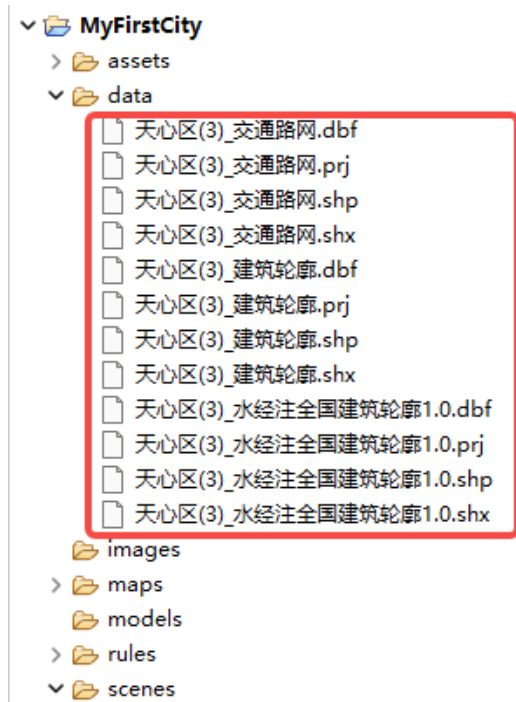 MyFirstCity
assets
data
天心区(3)_交通路网.dbf
天心区(3)_交通路网.prj
天心区(3)_交通路网.shp
天心区(3)_交通路网.shx
天心区(3)_建筑轮廓.dbf
天心区(3)_建筑轮廓.prj
天心区(3)_建筑轮廓.shp
天心区(3)_建筑轮廓.shx
天心区(3)_水经注全国建筑轮廓1.0.dbf
天心区(3)_水经注全国建筑轮廓1.0.prj
天心区(3)_水经注全国建筑轮廓1.0.shp
天心区(3)_水经注全国建筑轮廓1.0.shx
images
maps
models
rules
scenes